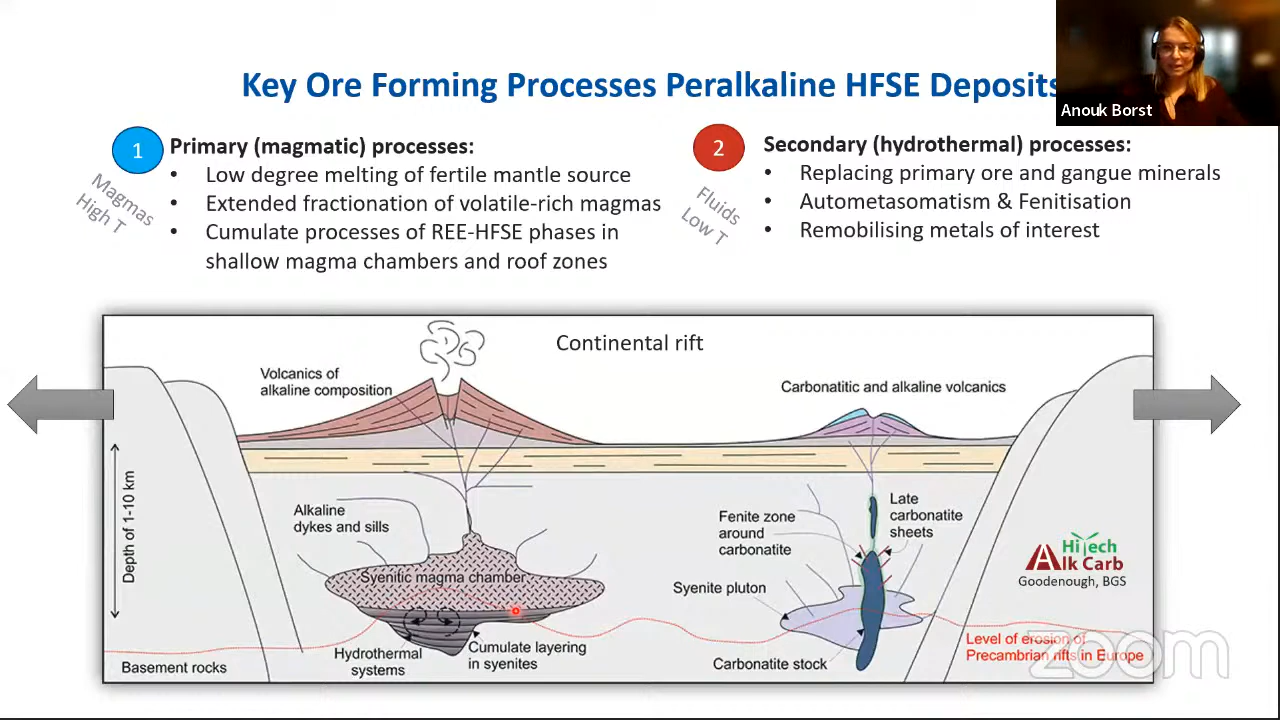 Key Ore Forming Processes Peralkaline HFSE Deposits
Anouk Borst
1
Magmas
High T
Primary (magmatic) processes:
• Low degree melting of fertile mantle source
• Extended fractionation of volatile-rich magmas
• Cumulate processes of REE-HFSE phases in
shallow magma chambers and roof zones
2
Fluids
Low T
Secondary (hydrothermal) processes:
• Replacing primary ore and gangue minerals
• Autometasomatism & Fenitisation
• Remobilising metals of interest
Continental rift
Volcanics of
alkaline composition
Carbonatitic and alkaline volcanics
Depth of 1-10 km
Alkaline
dykes and sills
Syenitic magma chamber
Hydrothermal
systems
Cumulate layering
in syenites
Basement rocks
Fenite zone
around
carbonatite
Late
carbonatite
sheets
Syenite pluton
Carbonatite stock
HiTech
Alk Carb
Goodenough, BGS
Level of erosion of
Precambrian rifts in Europe
zoom